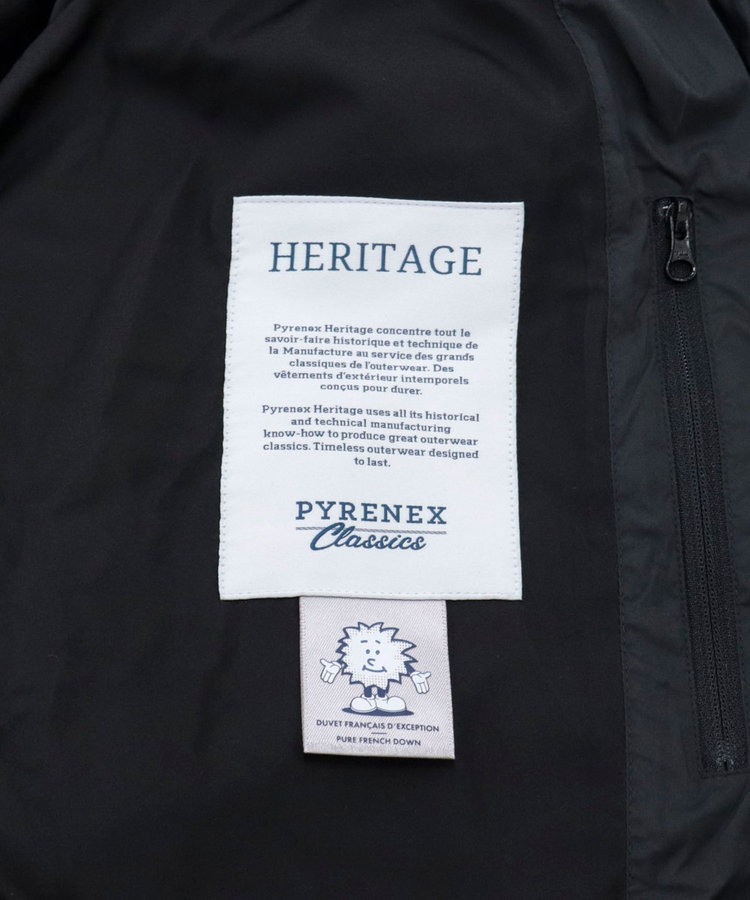 HERITAGE
Pyrenex Heritage concentre tout le
savoir-faire historique et technique de
la Manufacture au service des grands
classiques de l'outerwear. Des
vêtements d'extérieur intemporels
conçus pour durer.
Pyrenex Heritage uses all its historical
and technical manufacturing
know-how to produce great outerwear
classics. Timeless outerwear designed
to last.
PYRENEX
Classics
DUVET FRANÇAIS D'EXCEPTION
PURE FRENCH DOWN